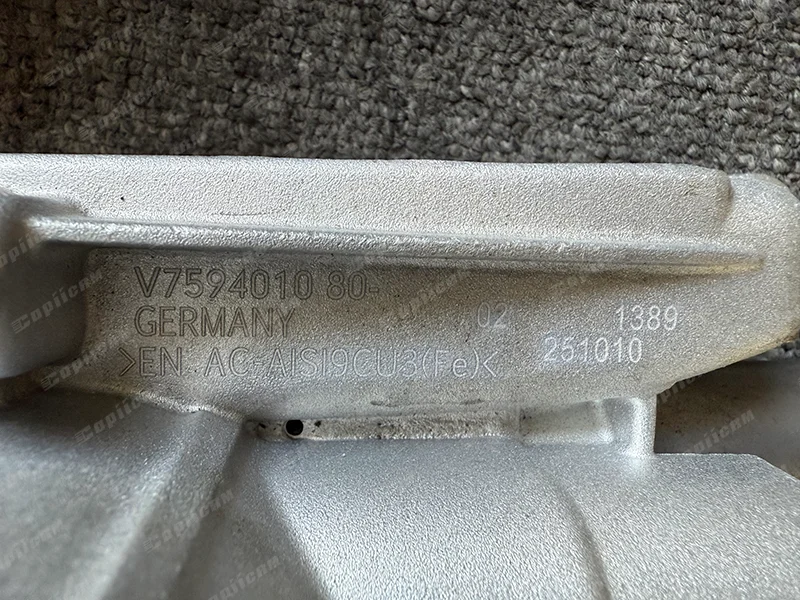 V7594010 80-
GERMANY 02 1389
>EN AC-AlSi9CU3(Fe)< 251010